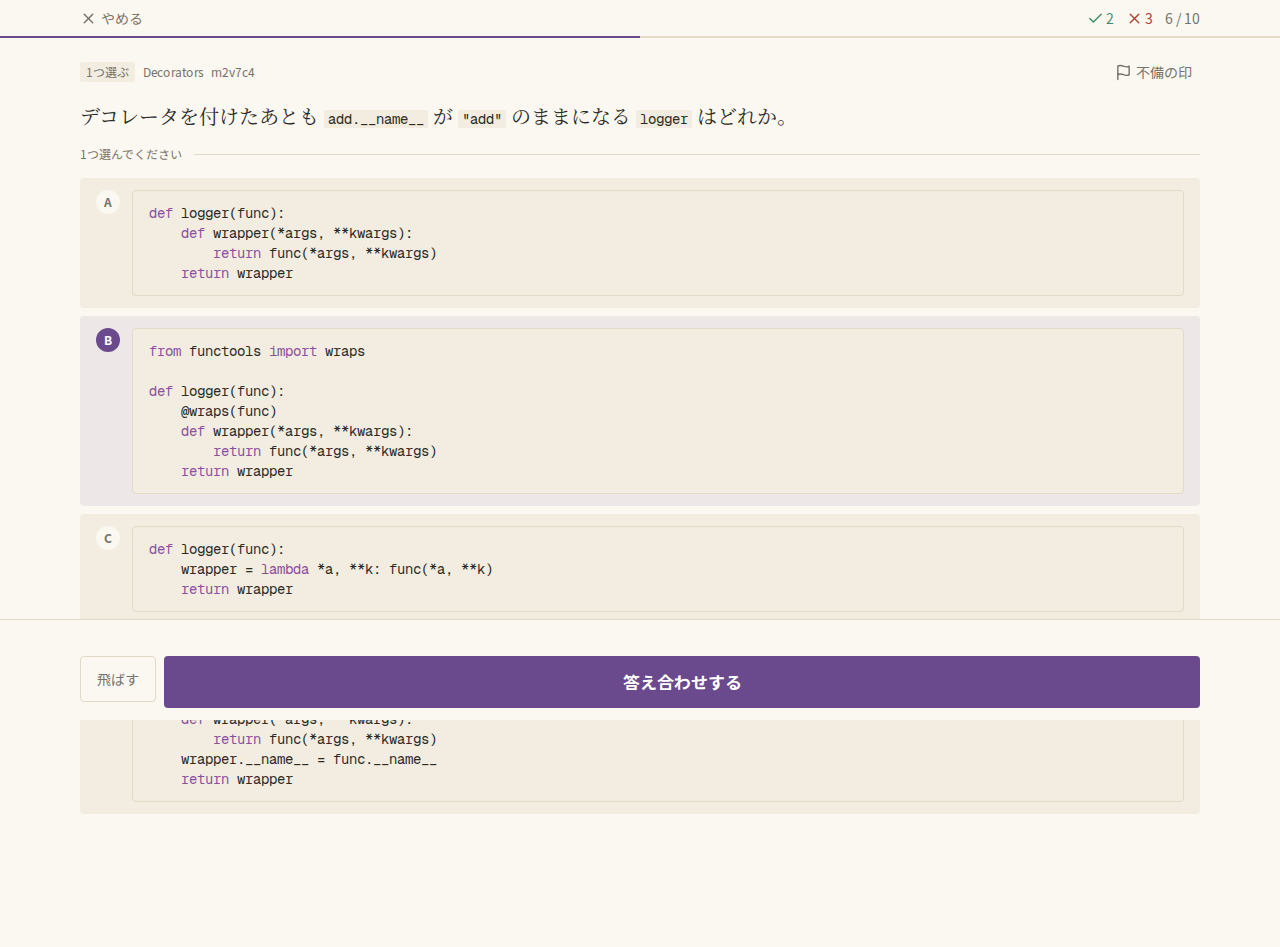 やめる
2 3 6 / 10
1つ選ぶ Decorators m2v7c4
不備の印
デコレータを付けたあとも add.__name__ が "add" のままになる logger はどれか。
1つ選んでください
A
def logger(func):
    def wrapper(*args, **kwargs):
        return func(*args, **kwargs)
    return wrapper
B
from functools import wraps
def logger(func):
    @wraps(func)
    def wrapper(*args, **kwargs):
        return func(*args, **kwargs)
    return wrapper
C
def logger(func):
    wrapper = lambda *a, **k: func(*a, **k)
    return wrapper
飛ばす
答え合わせする
def wrapper( args,   kwargs):
        return func(*args, **kwargs)
    wrapper.__name__ = func.__name__
    return wrapper